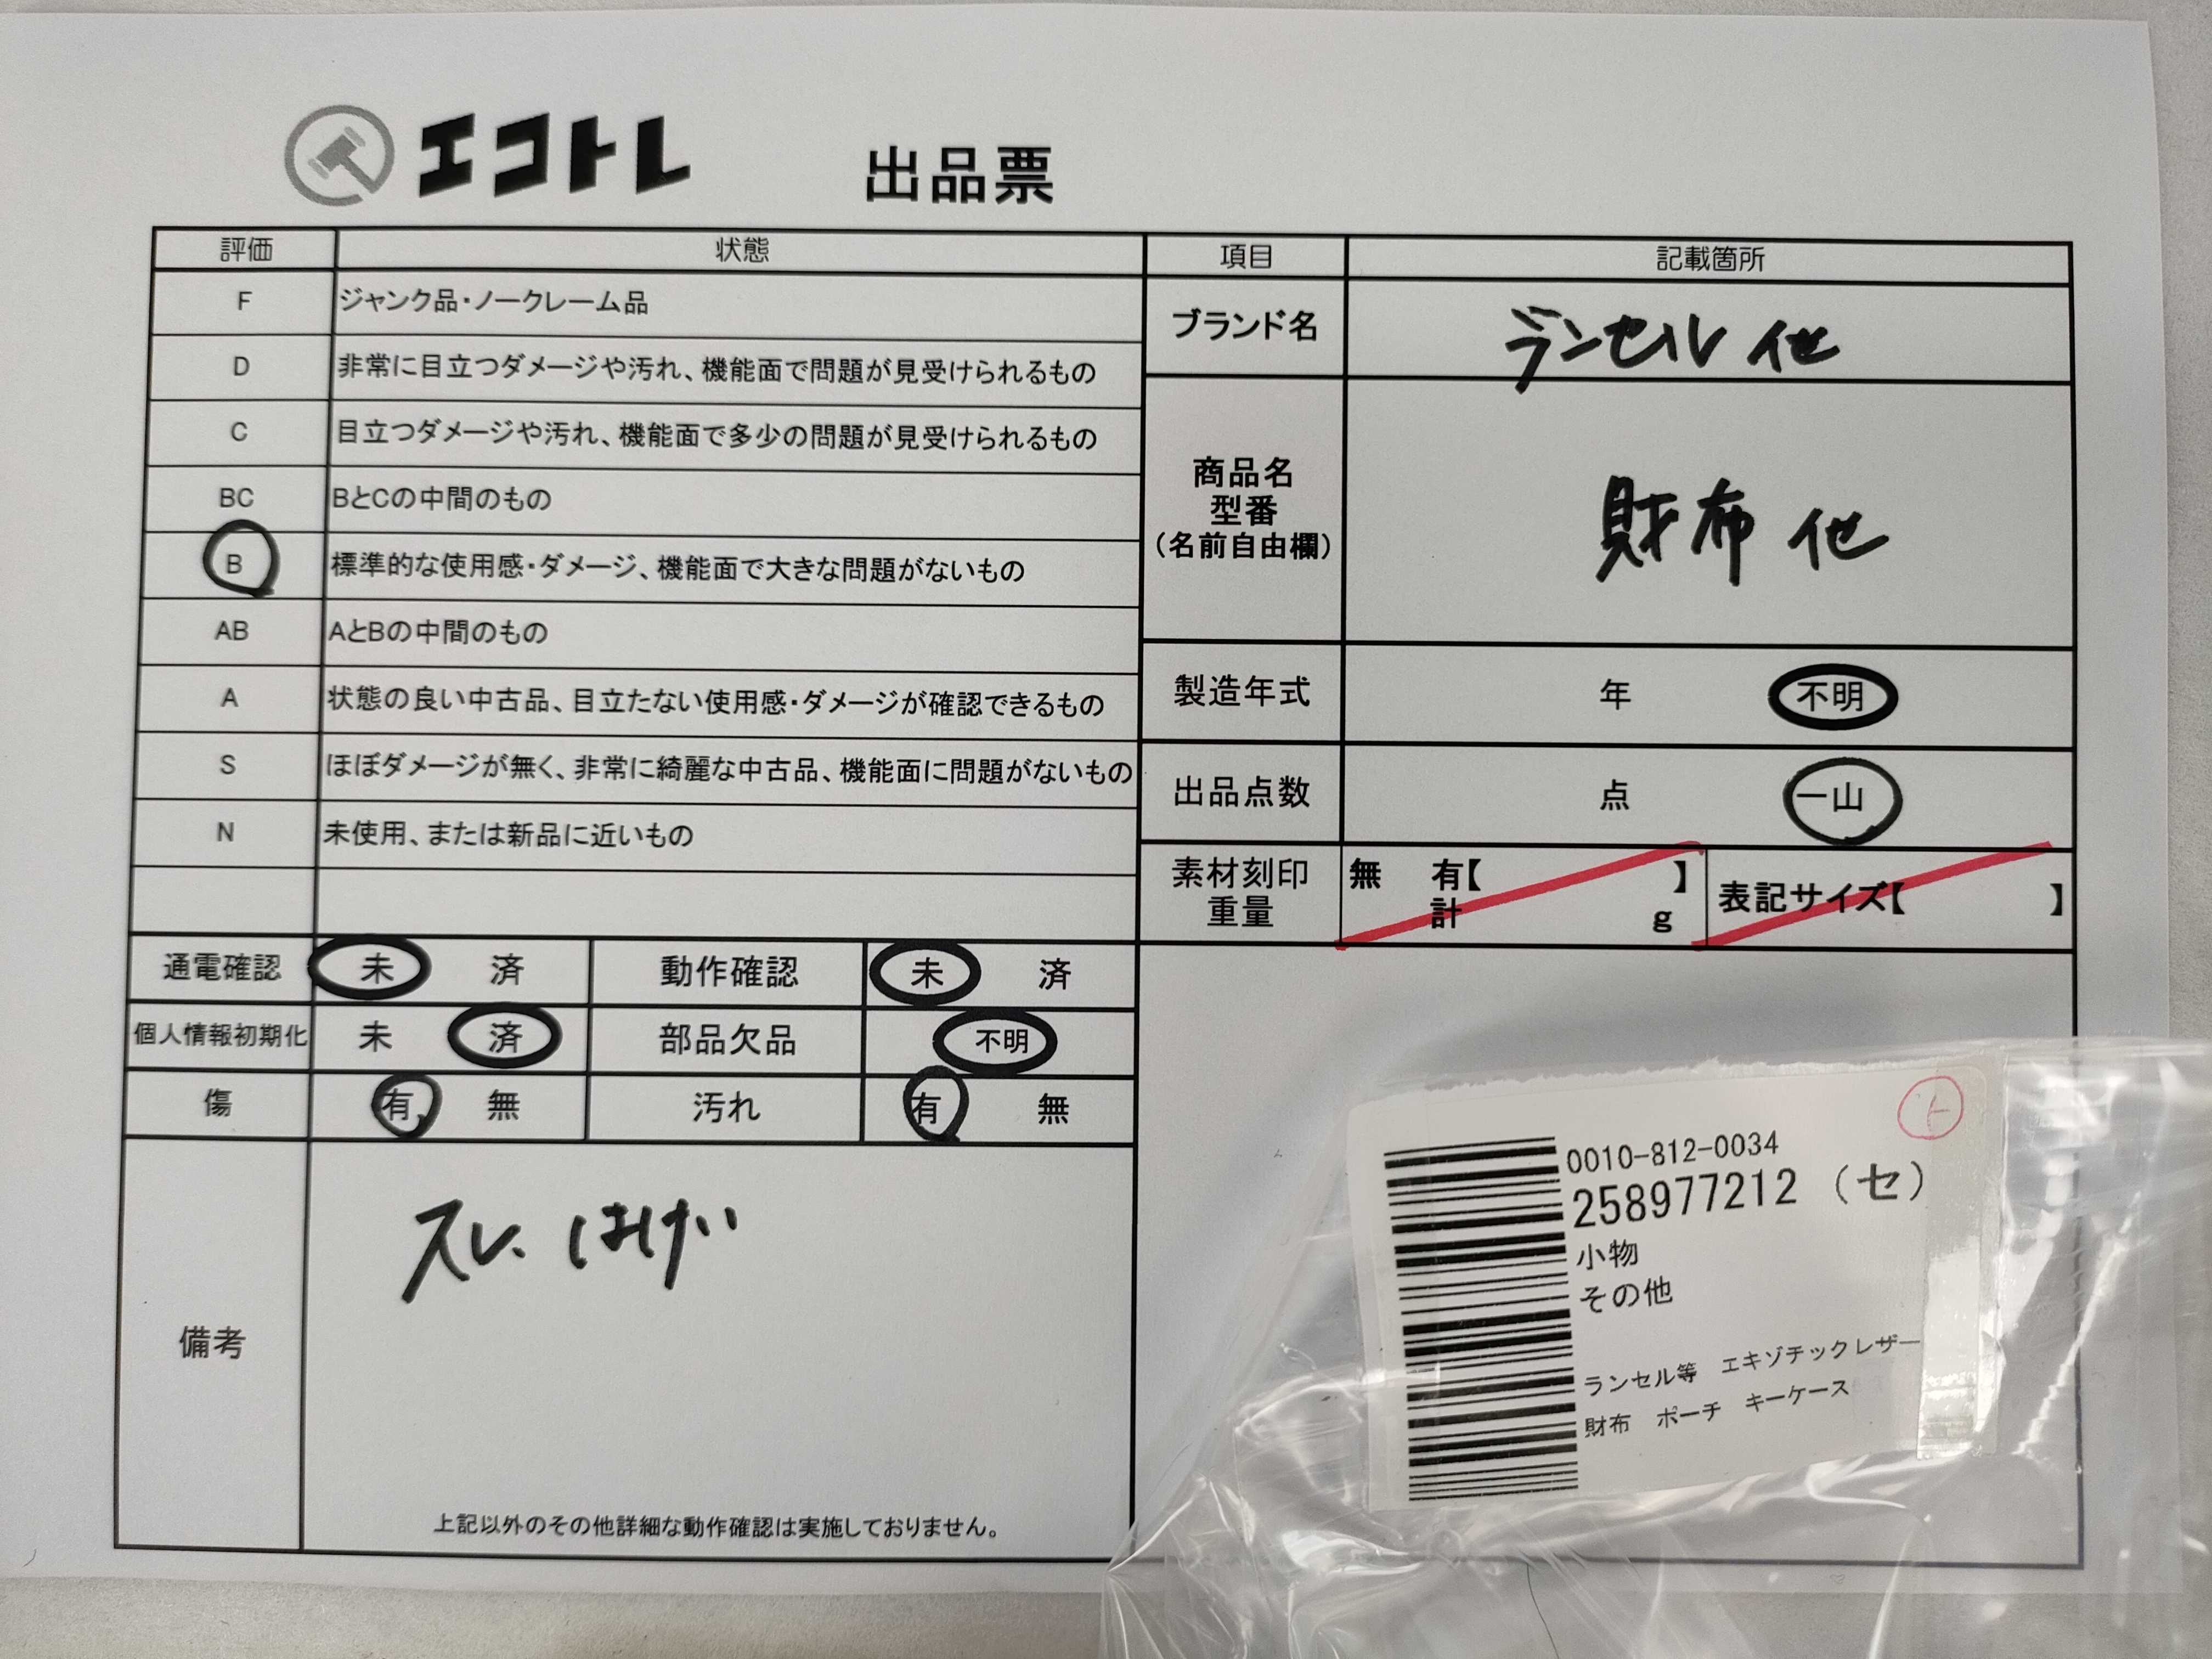 エコトレ 出品票
評価 状態
F ジャンク品・ノークレーム品
D 非常に目立つダメージや汚れ、機能面で問題が見受けられるもの
C 目立つダメージや汚れ、機能面で多少の問題が見受けられるもの
BC BとCの中間のもの
B 標準的な使用感・ダメージ、機能面で大きな問題がないもの
AB AとBの中間のもの
A 状態の良い中古品、目立たない使用感・ダメージが確認できるもの
S ほぼダメージが無く、非常に綺麗な中古品、機能面に問題がないもの
N 未使用、または新品に近いもの
通電確認 未 済 動作確認 未 済
個人情報初期化 未 済 部品欠品 不明
傷 有 無 汚れ 有 無
備考
スレ、はげ
上記以外のその他詳細な動作確認は実施しておりません。
項目 記載箇所
ブランド名 ランセル 他
商品名
型番
(名前自由欄)
財布 他
製造年式 年 不明
出品点数 点 一山
素材刻印 無 有【 】 表記サイズ【 】
重量 計 g
0010-812-0034
258977212 (セ)
小物
その他
ランセル等 エキゾチックレザー
財布 ポーチ キーケース